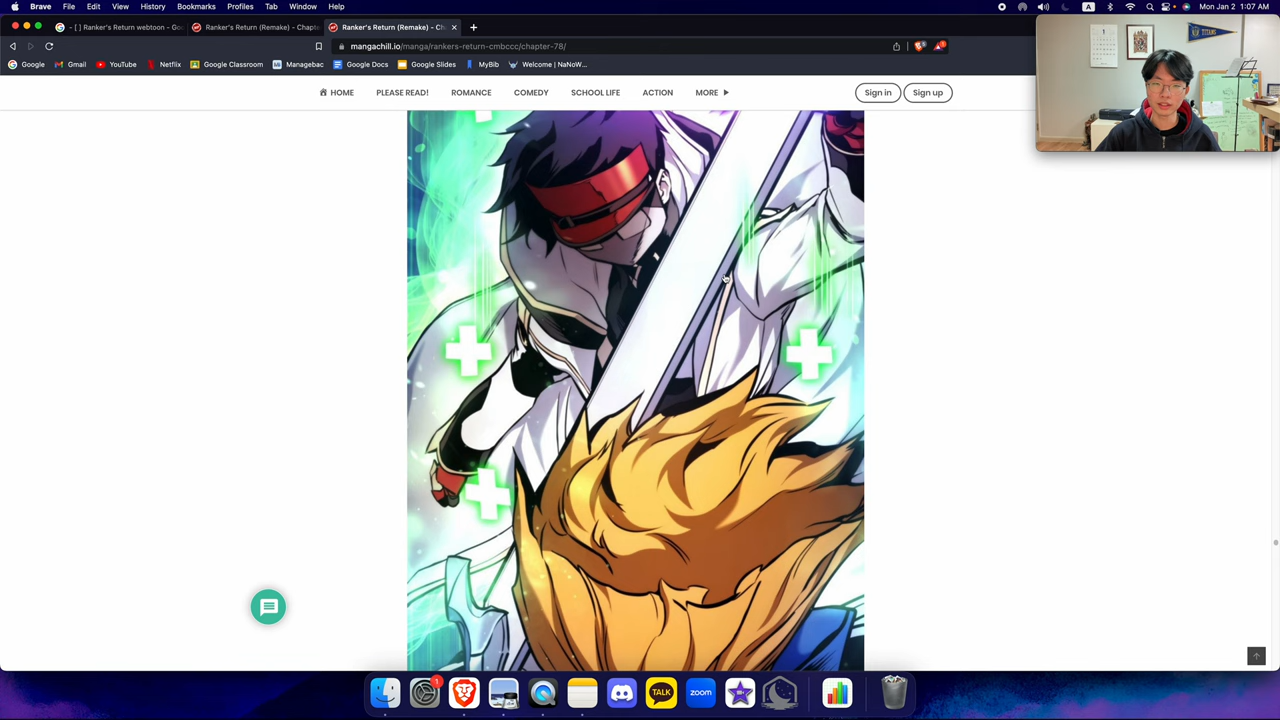 Brave File Edit View History Bookmarks Profiles Tab Window Help
A Mon Jan 2 1:07 AM
- [ ] Ranker's Return webtoon - Goo
Ranker's Return (Remake) - Chapte
Ranker's Return (Remake) - Ch
mangachill.io/manga/rankers-return-cmbccc/chapter-78/
Google Gmail YouTube Netflix Google Classroom Managebac Google Docs Google Slides MyBib Welcome | NaNoW...
HOME PLEASE READ! ROMANCE COMEDY SCHOOL LIFE ACTION MORE Sign in Sign up
TITANS
1
TALK
zoom